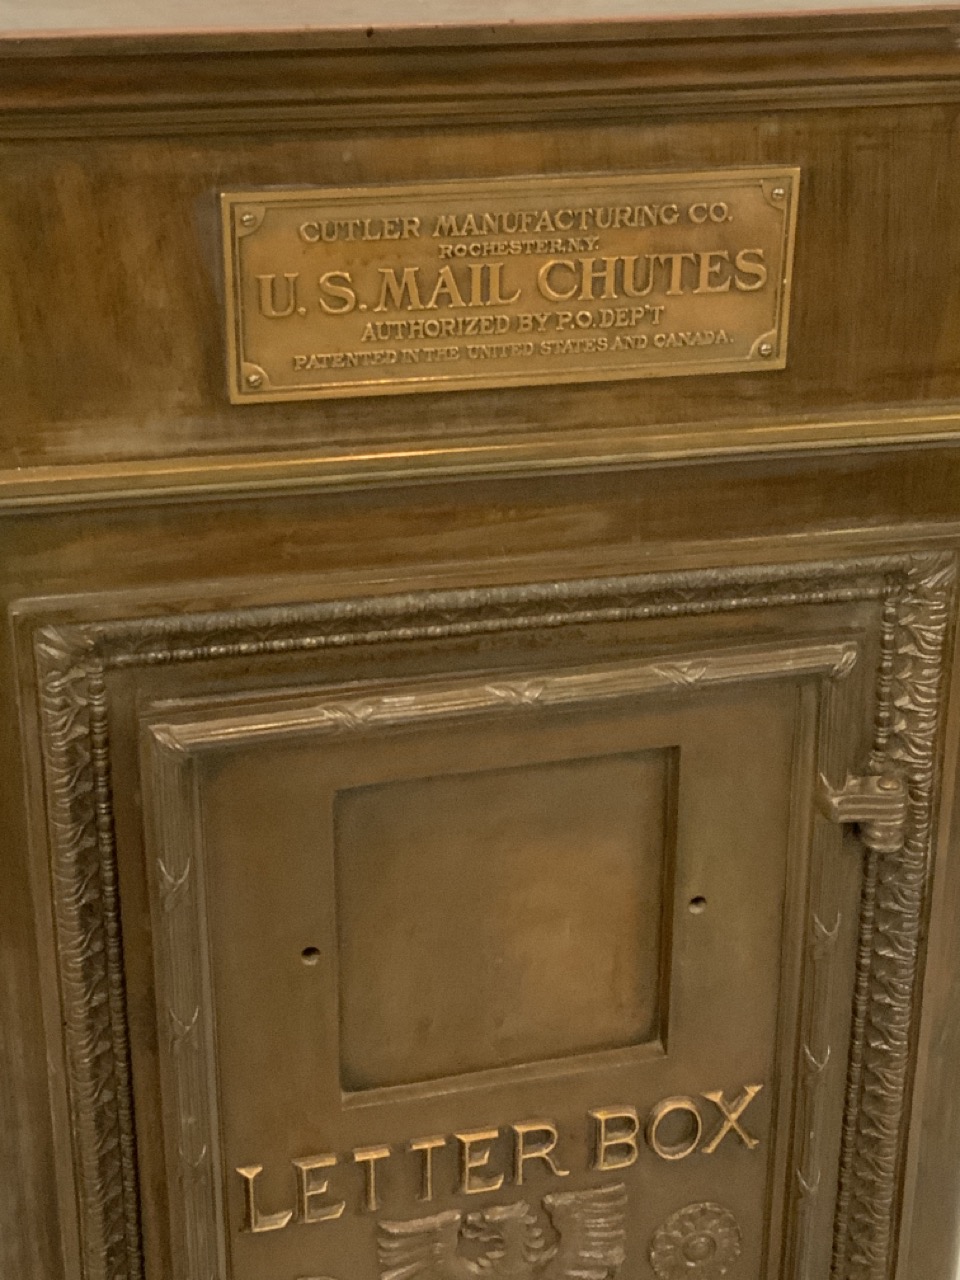 CUTLER MANUFACTURING CO.
ROCHESTER, N.Y.
U. S. MAIL CHUTES
AUTHORIZED BY P.O. DEP'T
PATENTED IN THE UNITED STATES AND CANADA.
LETTER BOX